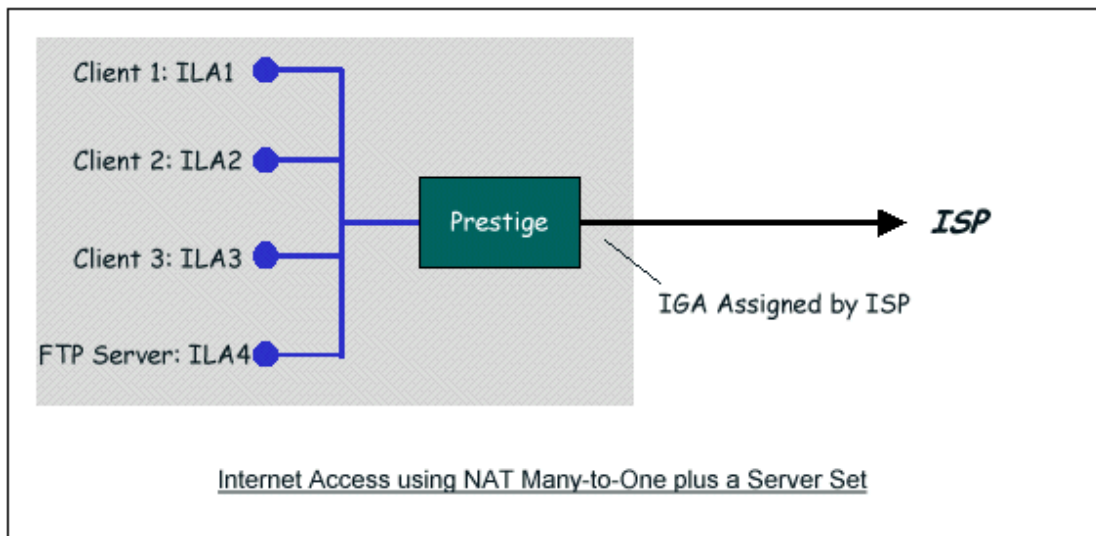 Client 1: ILA1
Client 2: ILA2
Client 3: ILA3
FTP Server: ILA4
Prestige
ISP
IGA Assigned by ISP
Internet Access using NAT Many-to-One plus a Server Set